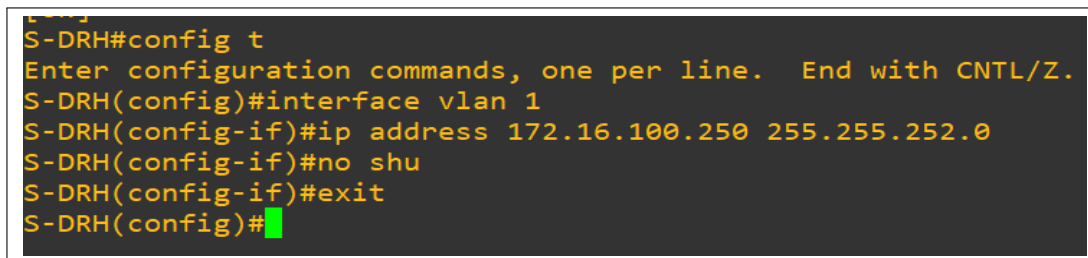 S-DRH#config t
Enter configuration commands, one per line.  End with CNTL/Z.
S-DRH(config)#interface vlan 1
S-DRH(config-if)#ip address 172.16.100.250 255.255.252.0
S-DRH(config-if)#no shu
S-DRH(config-if)#exit
S-DRH(config)#